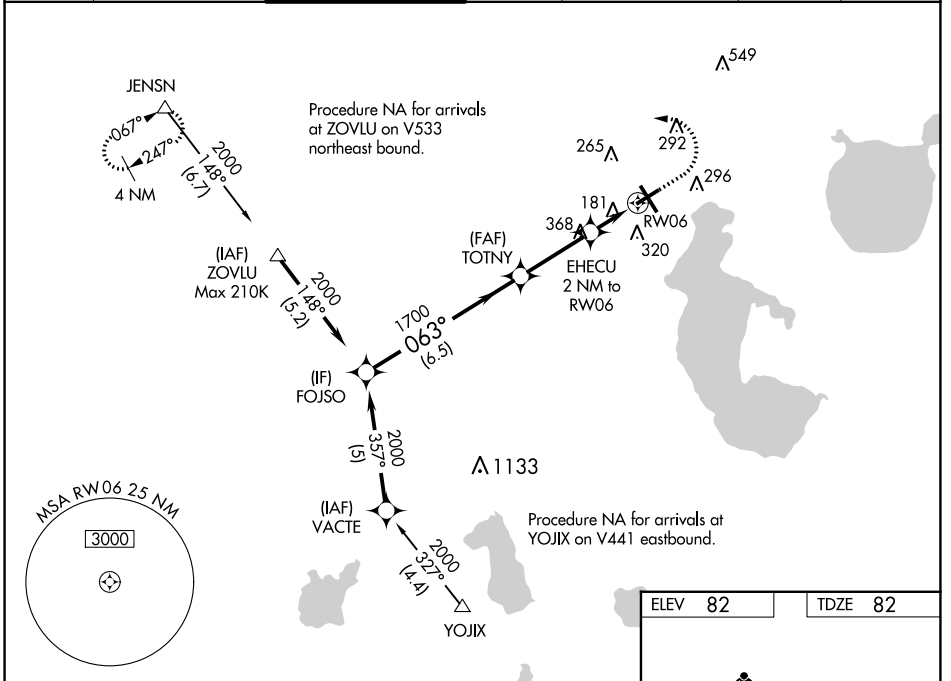 549
JENSN
Procedure NA for arrivals
at ZOVLU on V533
northeast bound.
067°
247°
4 NM
2000
148°
(6.7)
265
292
296
181
368
RW06
320
(FAF)
TOTNY
EHECU
2 NM to
RW06
(IAF)
ZOVLU
Max 210K
2000
148°
(5.2)
1700
063°
(6.5)
(IF)
FOJSO
2000
357°
(5)
1133
(IAF)
VACTE
Procedure NA for arrivals at
YOJIX on V441 eastbound.
2000
327°
(4.4)
YOJIX
MSA RW06 25 NM
3000
ELEV 82
TDZE 82